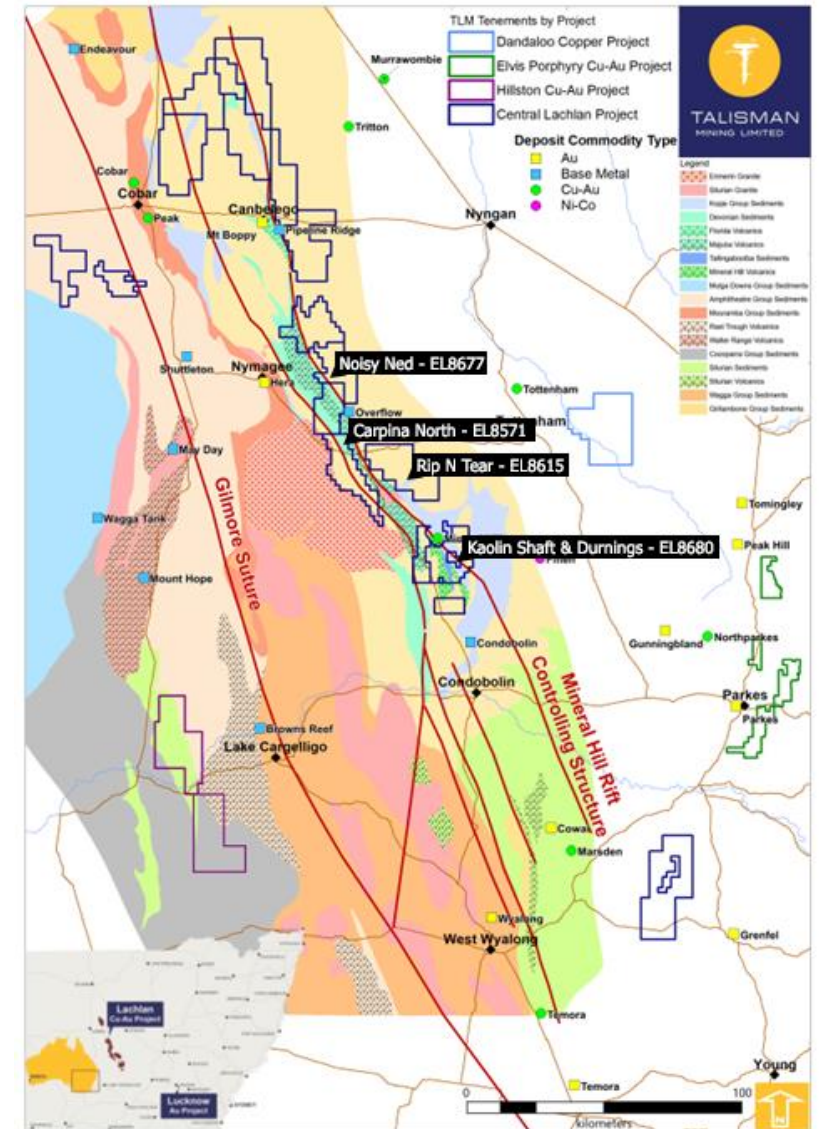 TLM Tenements by Project
Dandaloo Copper Project
Elvis Porphyry Cu-Au Project
Hillston Cu-Au Project
Central Lachlan Project
Deposit Commodity Type
Au
Base Metal
Cu-Au
Ni-Co
TALISMAN
MINING LIMITED
Legend
Erimeran Granite
Silurian Granite
Kopje Group Sediments
Devonian Sediments
Florida Volcanics
Majuba Volcanics
Tallingabooba Sediments
Mineral Hill Volcanics
Mulga Downs Group Sediments
Amphitheatre Group Sediments
Mouramba Group Sediments
Rast Trough Volcanics
Walter Range Volcanics
Silurian Sediments
Silurian Volcanics
Wagga Group Sediments
Girilambone Group Sediments
Endeavour
Murrawombie
Tritton
Cobar
Cobar
Peak
Canbelego
Mt Boppy
Pipeline Ridge
Nyngan
Shuttleton
Nymagee
Hera
Noisy Ned - EL8677
Overflow
Tottenham
Carpina North - EL8571
Rip N Tear - EL8615
May Day
Wagga Tank
Mount Hope
Gilmore Suture
Kaolin Shaft & Durnings - EL8680
Tomingley
Peak Hill
Gunningbland
Northparkes
Condobolin
Condobolin
Parkes
Parkes
Mineral Hill Rift
Controlling Structure
Browns Reef
Lake Cargelligo
Cowal
Marsden
Wyalong
West Wyalong
Grenfel
Temora
Temora
Young
Lachlan
Cu-Au Project
Lucknow
Au Project
0
100
kilometers
N